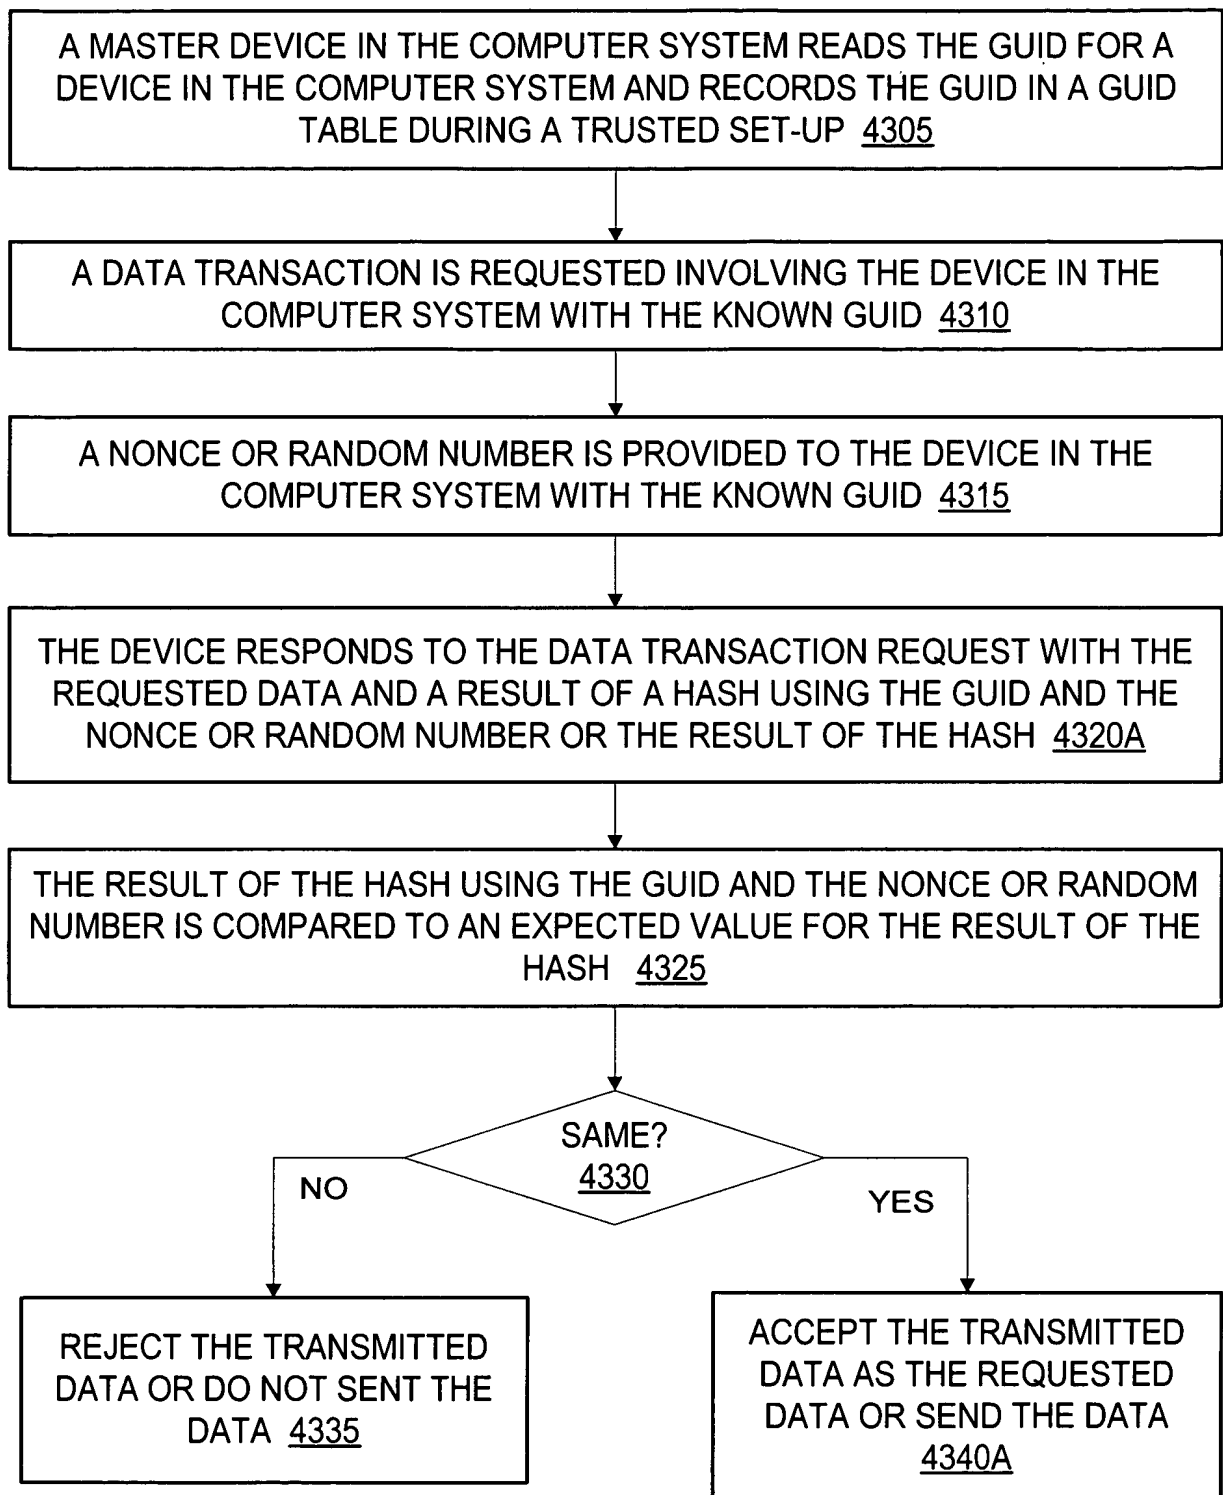 A MASTER DEVICE IN THE COMPUTER SYSTEM READS THE GUID FOR A
DEVICE IN THE COMPUTER SYSTEM AND RECORDS THE GUID IN A GUID
TABLE DURING A TRUSTED SET-UP 4305
A DATA TRANSACTION IS REQUESTED INVOLVING THE DEVICE IN THE
COMPUTER SYSTEM WITH THE KNOWN GUID 4310
A NONCE OR RANDOM NUMBER IS PROVIDED TO THE DEVICE IN THE
COMPUTER SYSTEM WITH THE KNOWN GUID 4315
THE DEVICE RESPONDS TO THE DATA TRANSACTION REQUEST WITH THE
REQUESTED DATA AND A RESULT OF A HASH USING THE GUID AND THE
NONCE OR RANDOM NUMBER OR THE RESULT OF THE HASH 4320A
THE RESULT OF THE HASH USING THE GUID AND THE NONCE OR RANDOM
NUMBER IS COMPARED TO AN EXPECTED VALUE FOR THE RESULT OF THE
HASH 4325
SAME?
4330
NO
YES
REJECT THE TRANSMITTED
DATA OR DO NOT SENT THE
DATA 4335
ACCEPT THE TRANSMITTED
DATA AS THE REQUESTED
DATA OR SEND THE DATA
4340A